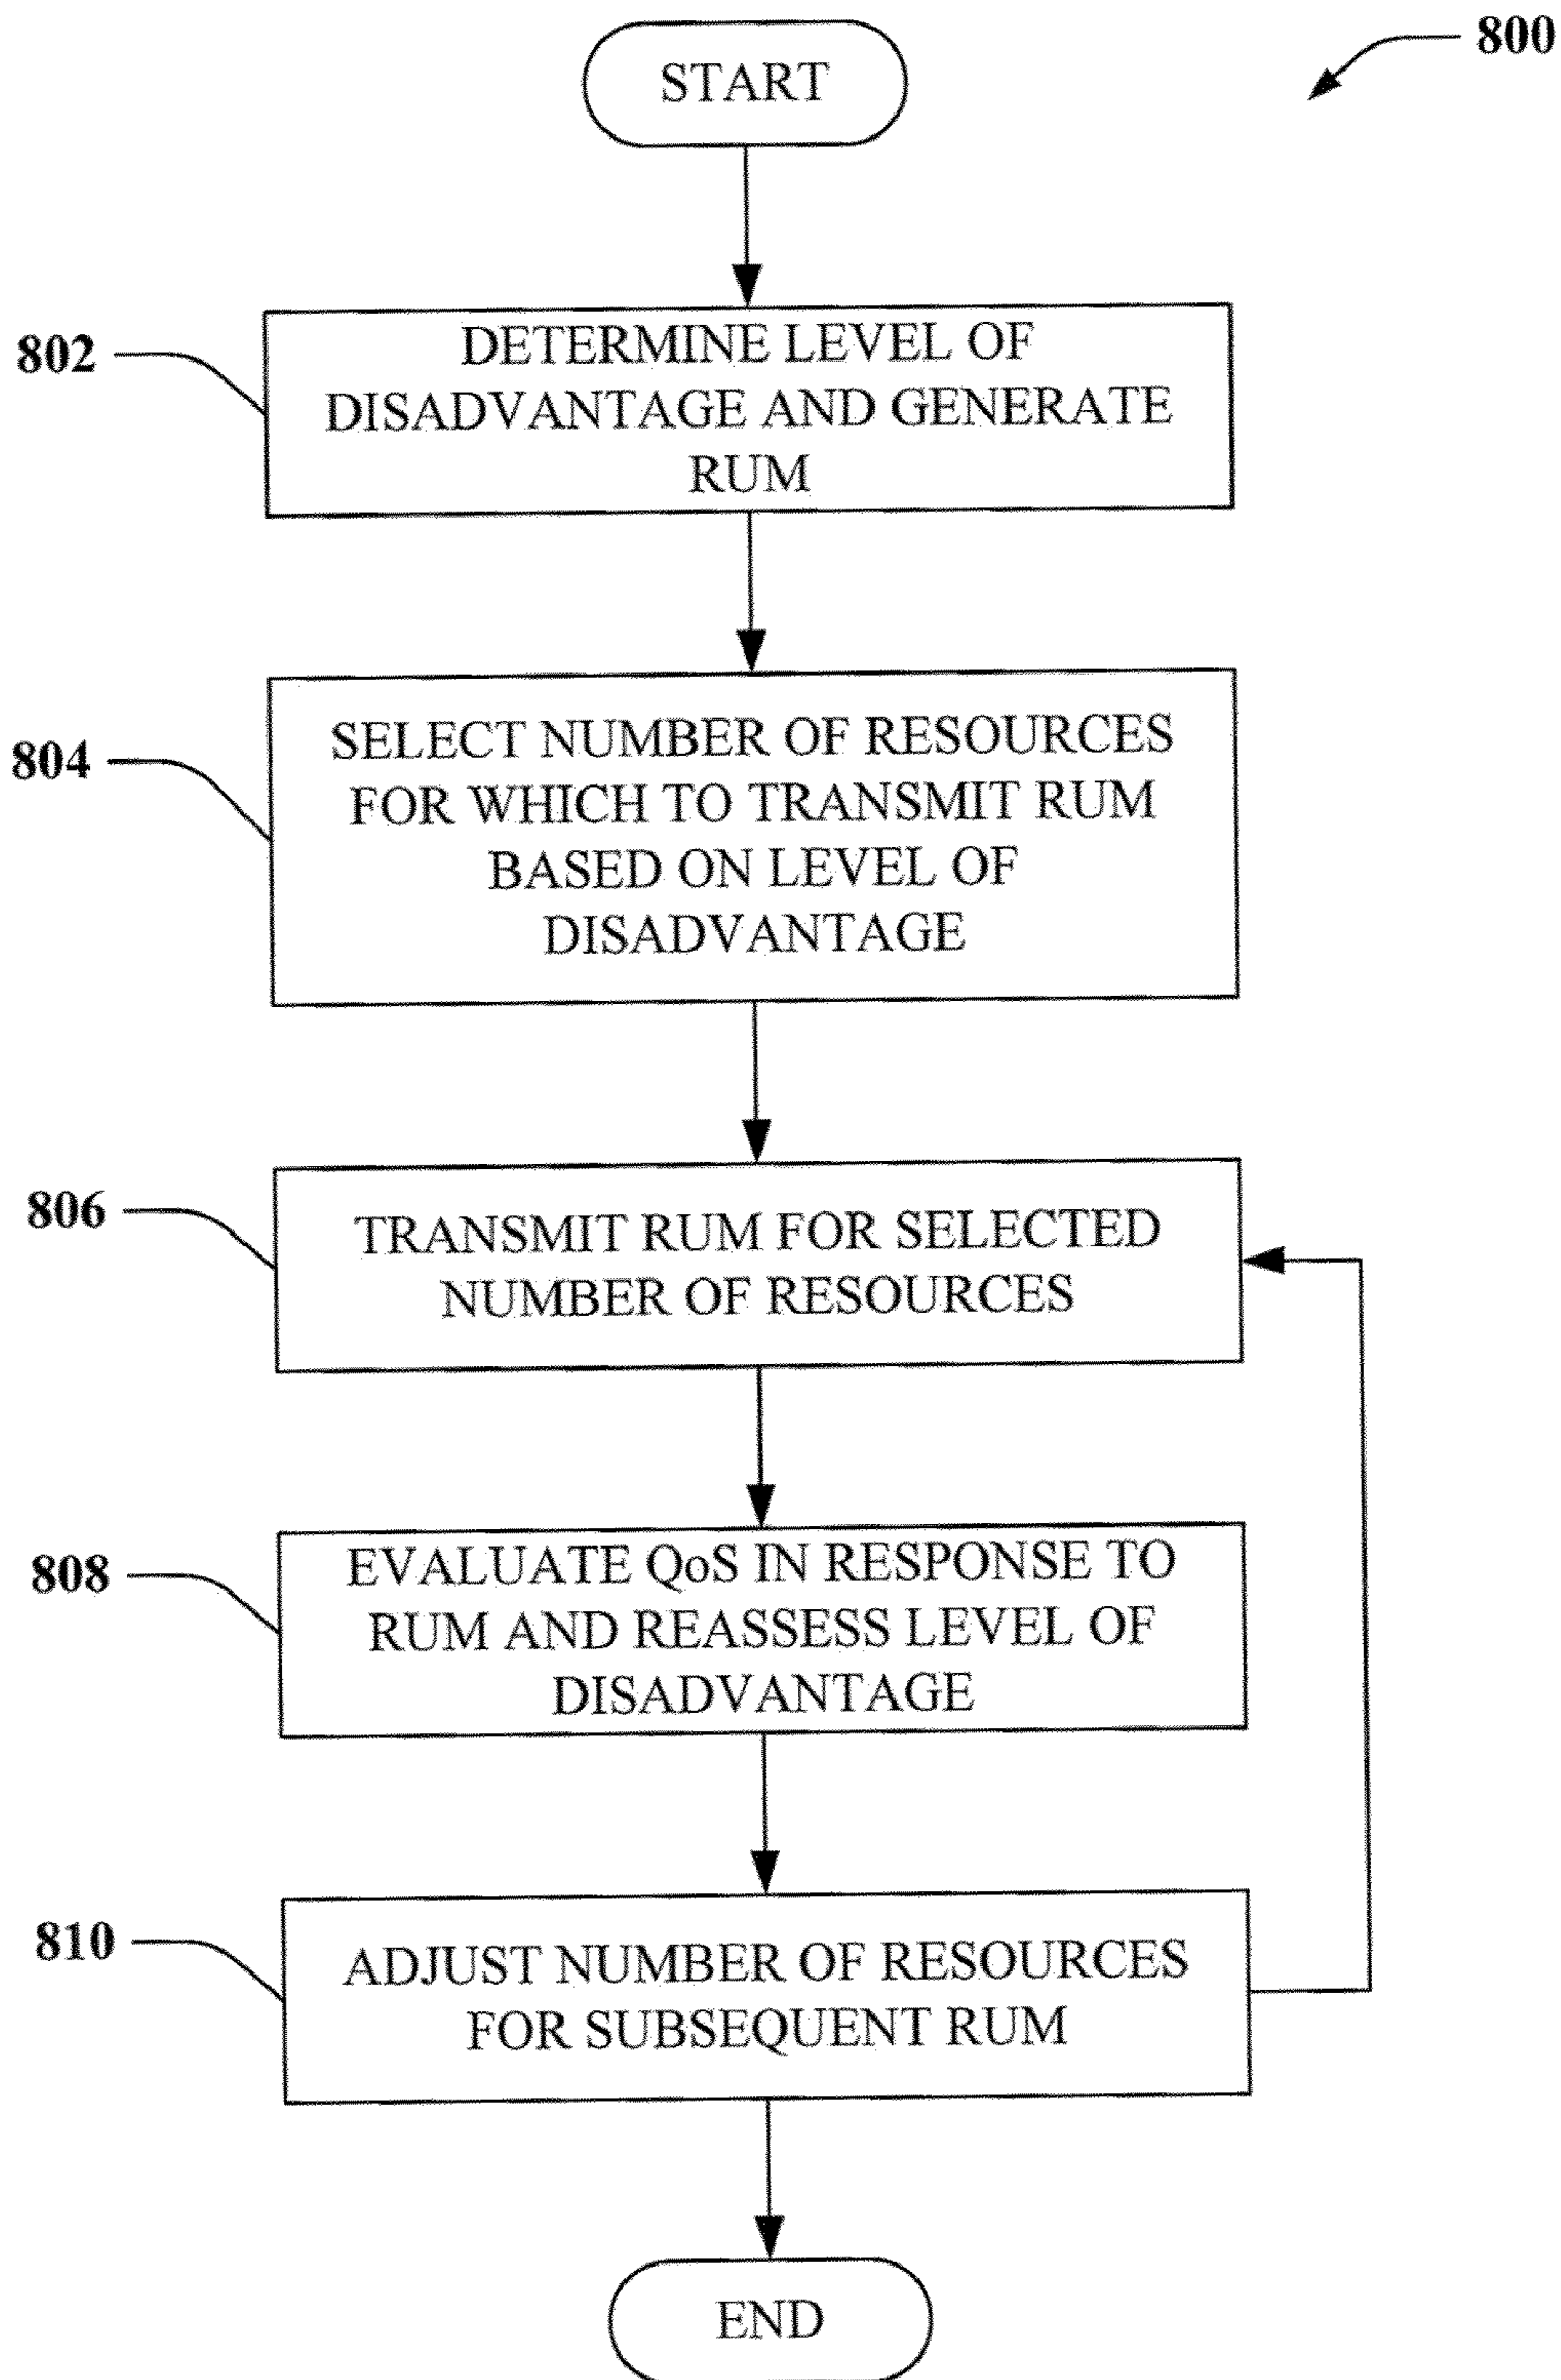 800
START
802
DETERMINE LEVEL OF
DISADVANTAGE AND GENERATE
RUM
804
SELECT NUMBER OF RESOURCES
FOR WHICH TO TRANSMIT RUM
BASED ON LEVEL OF
DISADVANTAGE
806
TRANSMIT RUM FOR SELECTED
NUMBER OF RESOURCES
808
EVALUATE QoS IN RESPONSE TO
RUM AND REASSESS LEVEL OF
DISADVANTAGE
810
ADJUST NUMBER OF RESOURCES
FOR SUBSEQUENT RUM
END